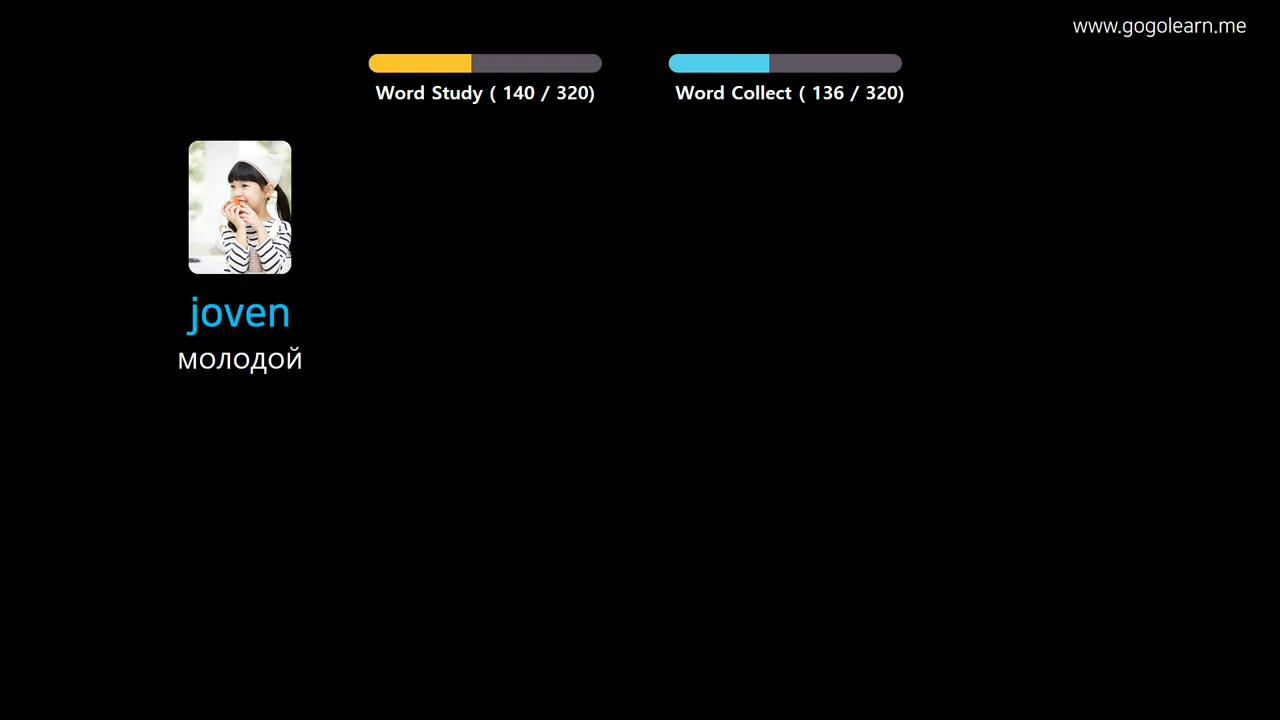 www.gogolearn.me
Word Study ( 140 / 320)
Word Collect ( 136 / 320)
joven
молодой